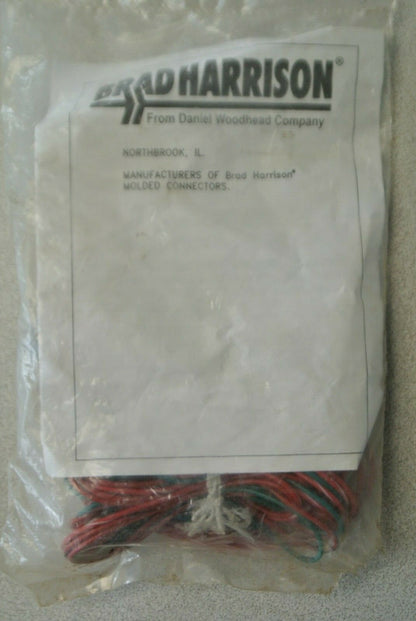 BRAD HARRISON®
From Daniel Woodhead Company
NORTHBROOK, IL.
MANUFACTURERS OF Brad Harrison®
MOLDED CONNECTORS.